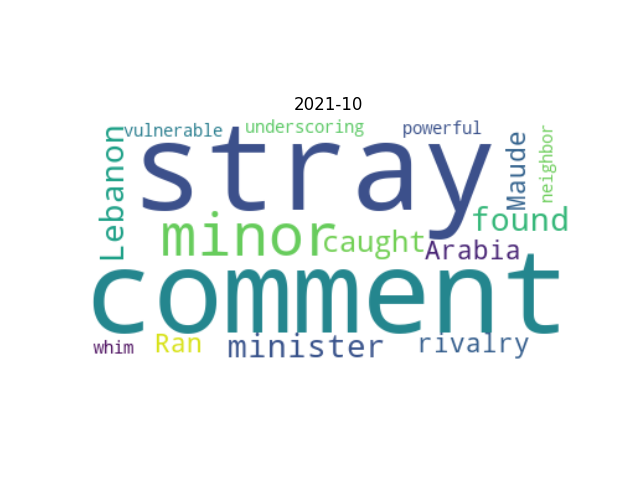 2021-10
vulnerable underscoring powerful
Lebanon stray Maude neighbor
minor caught Arabia found
comment
whim Ran minister rivalry